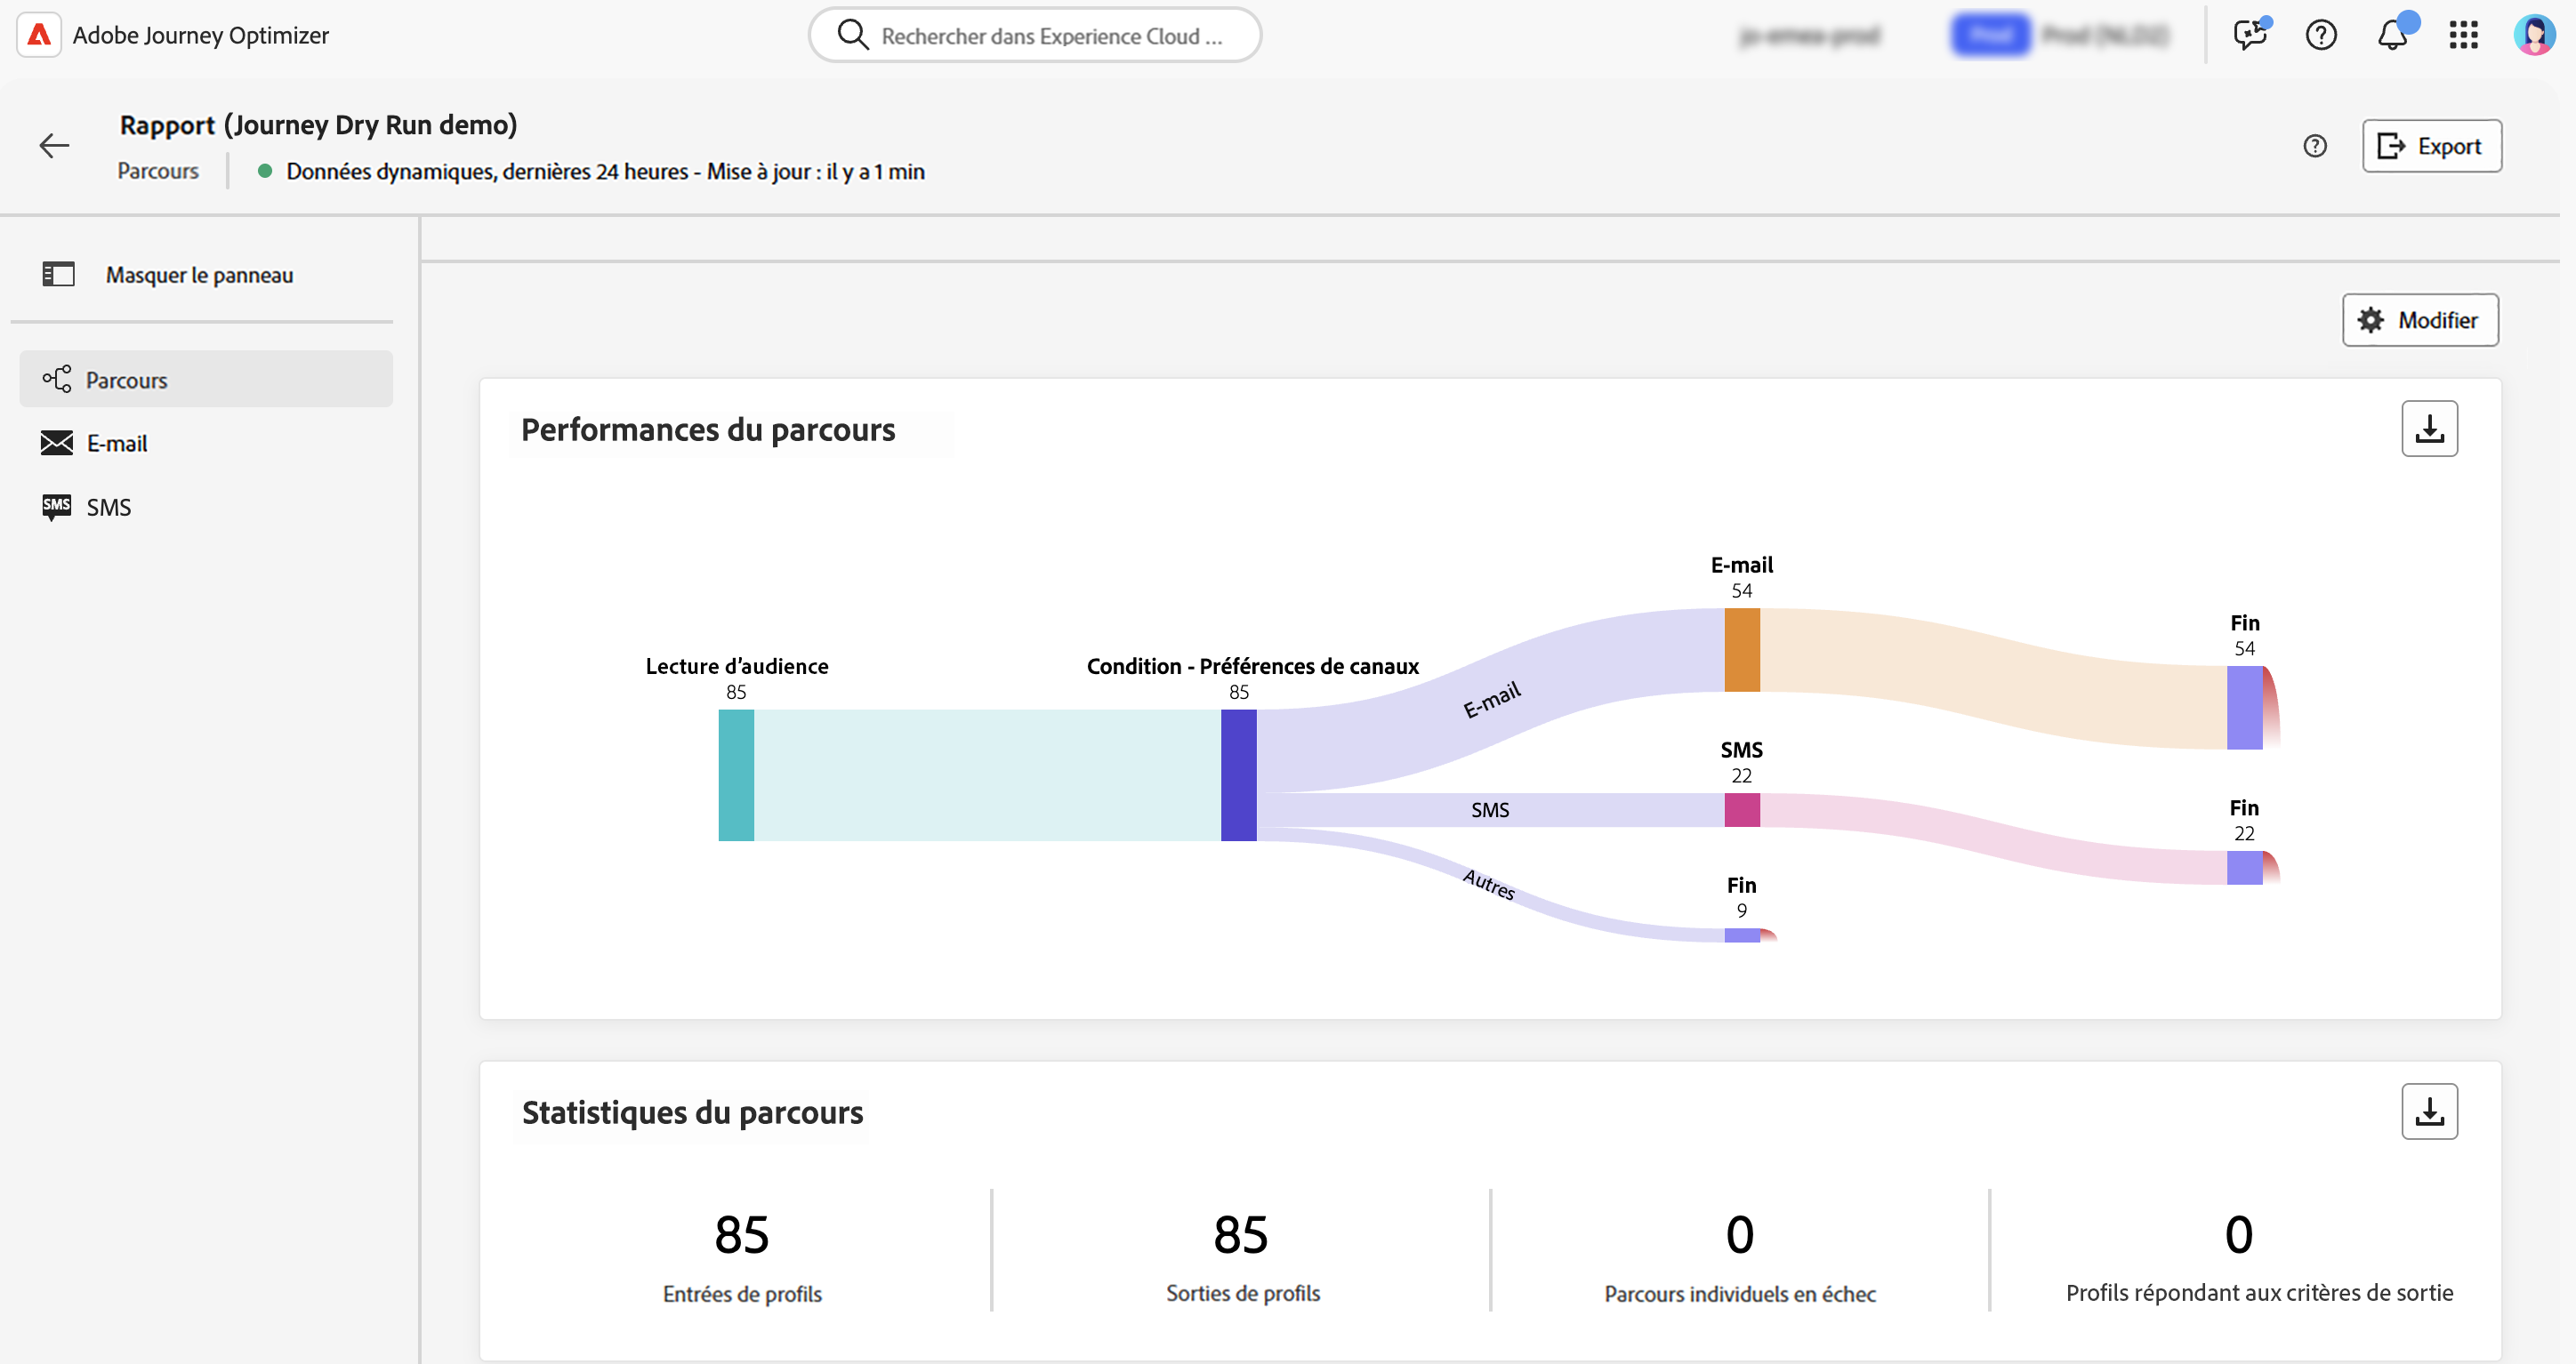 Adobe Journey Optimizer
Rechercher dans Experience Cloud ...
Rapport (Journey Dry Run demo)
Parcours
Données dynamiques, dernières 24 heures - Mise à jour : il y a 1 min
Export
Masquer le panneau
Modifier
Parcours
E-mail
SMS
Performances du parcours
E-mail
54
Fin
54
Lecture d’audience
85
Condition - Préférences de canaux
85
E-mail
SMS
22
SMS
Fin
22
Autres
Fin
9
Statistiques du parcours
85
Entrées de profils
85
Sorties de profils
0
Parcours individuels en échec
0
Profils répondant aux critères de sortie